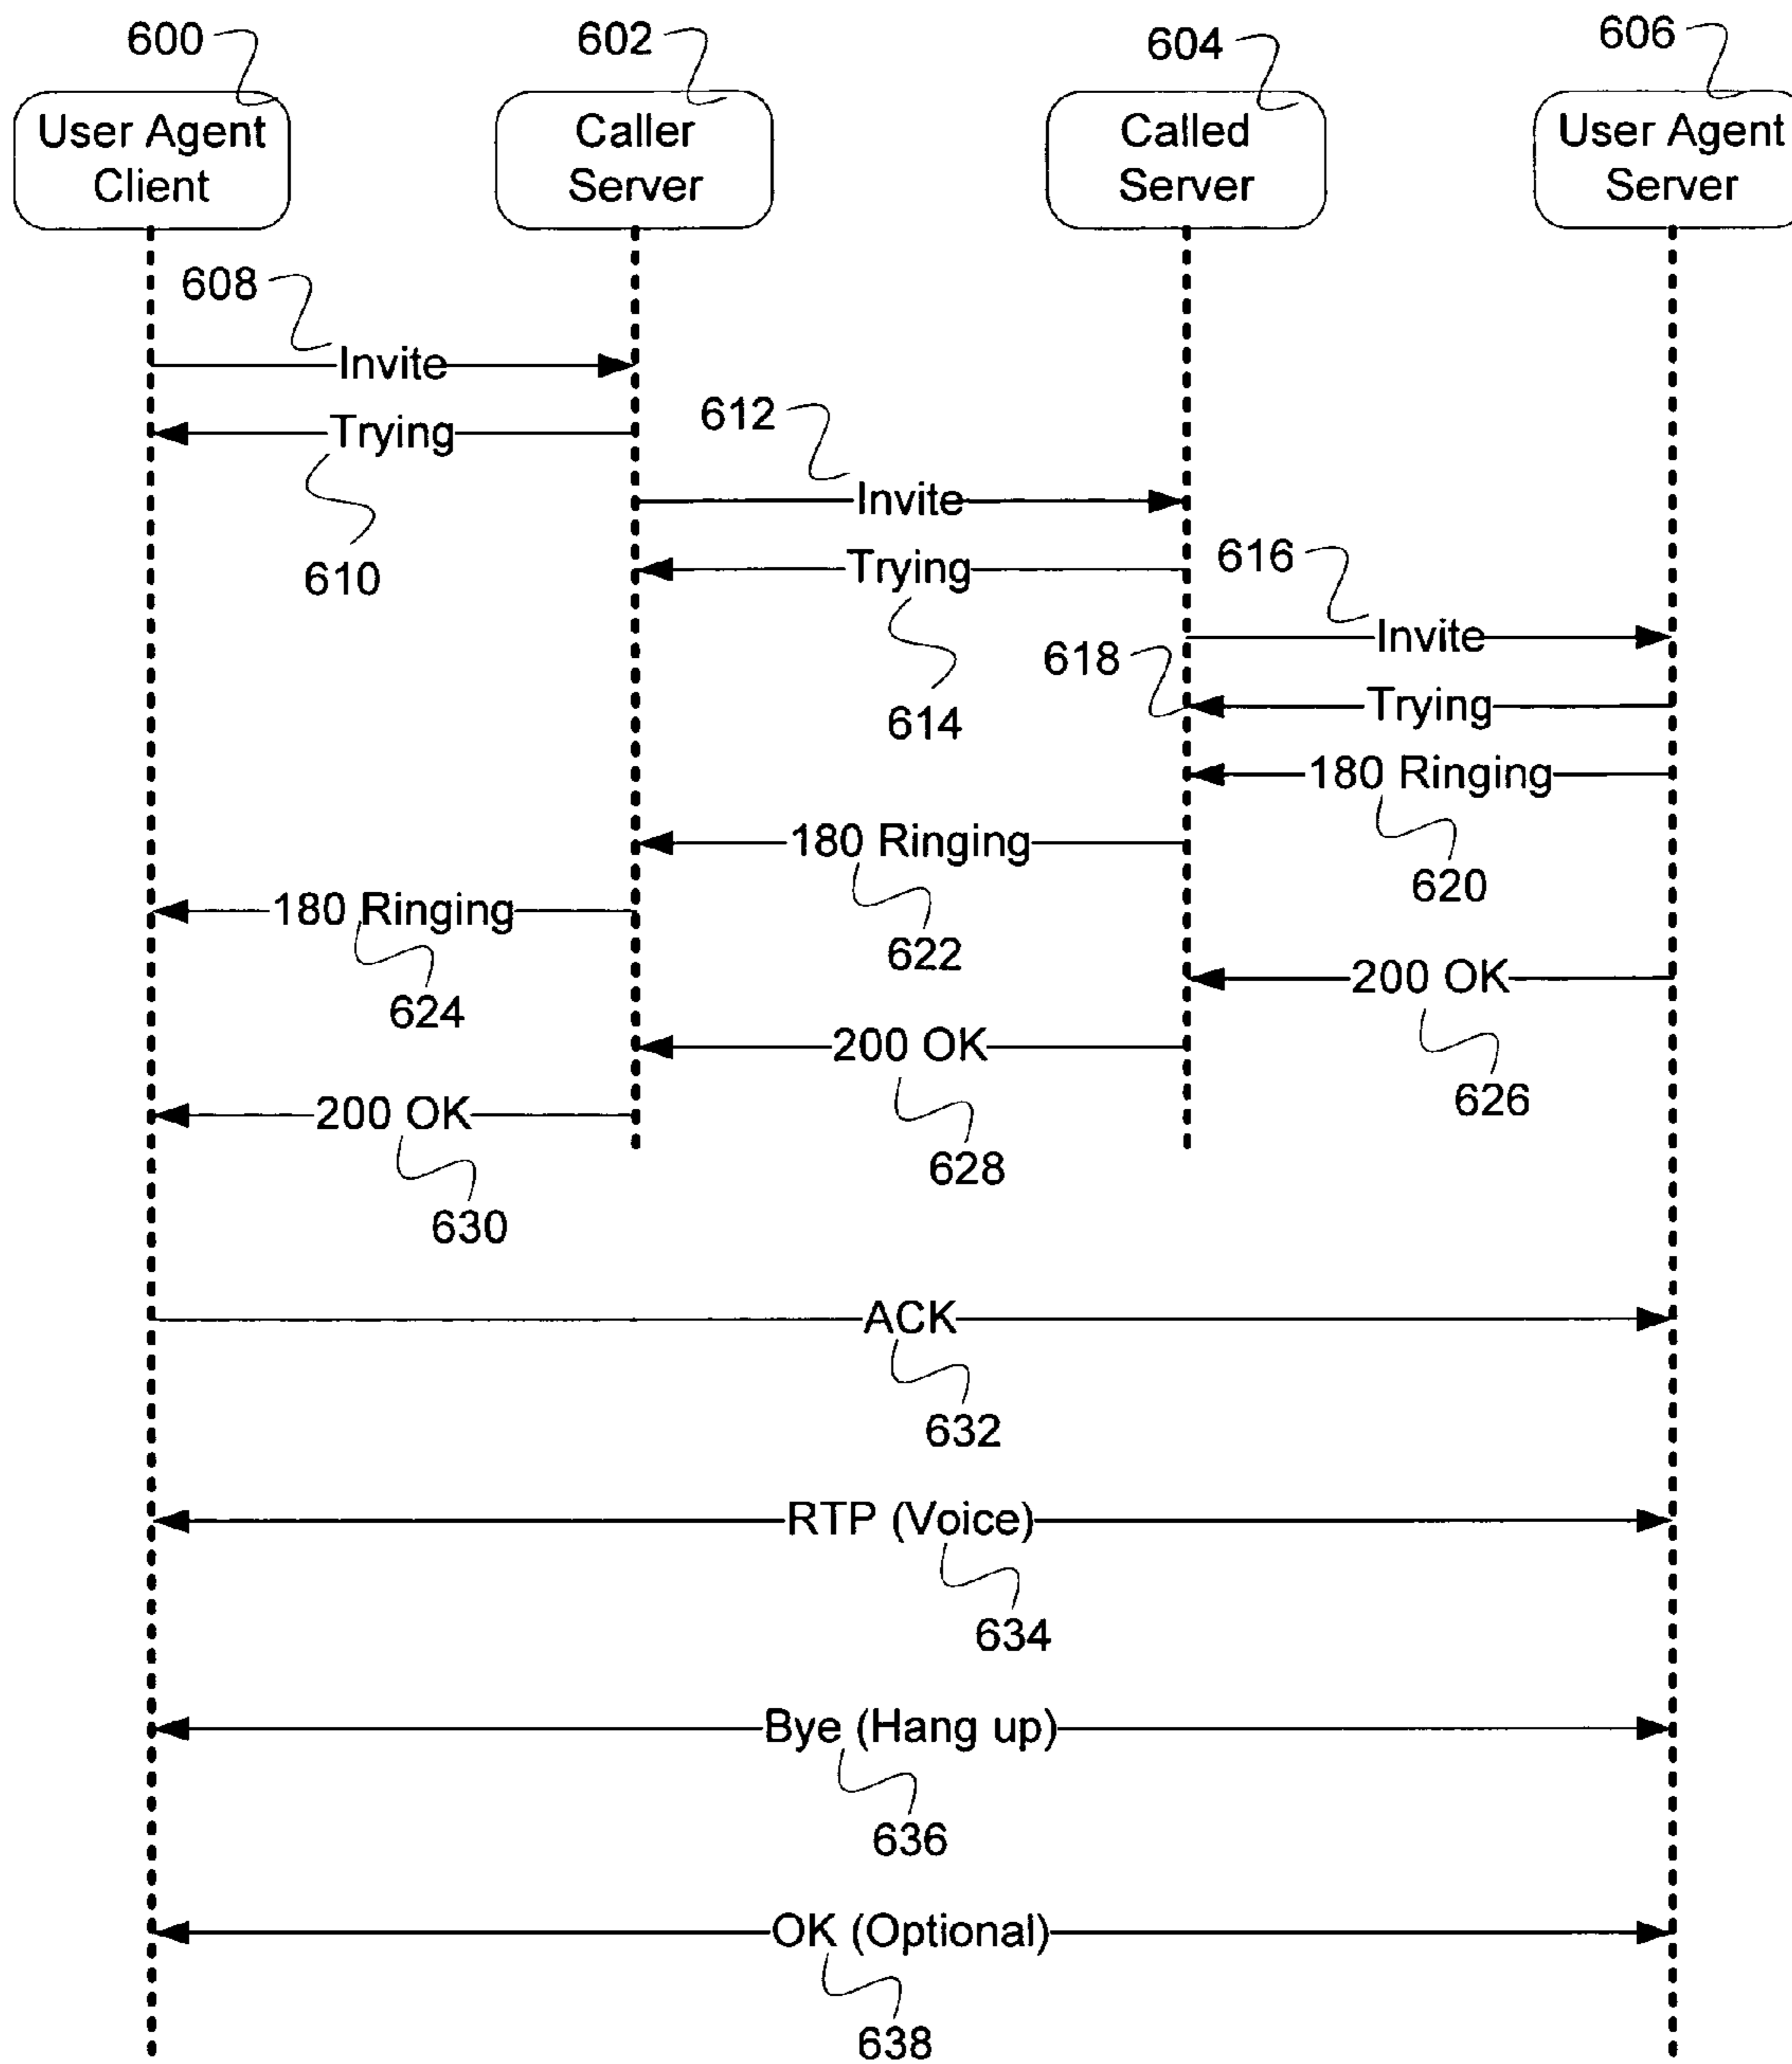 600
602
604
606
User Agent
Client
Caller
Server
Called
Server
User Agent
Server
608
Invite
Trying
610
612
Invite
Trying
614
616
Invite
618
Trying
180 Ringing
620
180 Ringing
622
180 Ringing
624
200 OK
626
200 OK
628
200 OK
630
ACK
632
RTP (Voice)
634
Bye (Hang up)
636
OK (Optional)
638